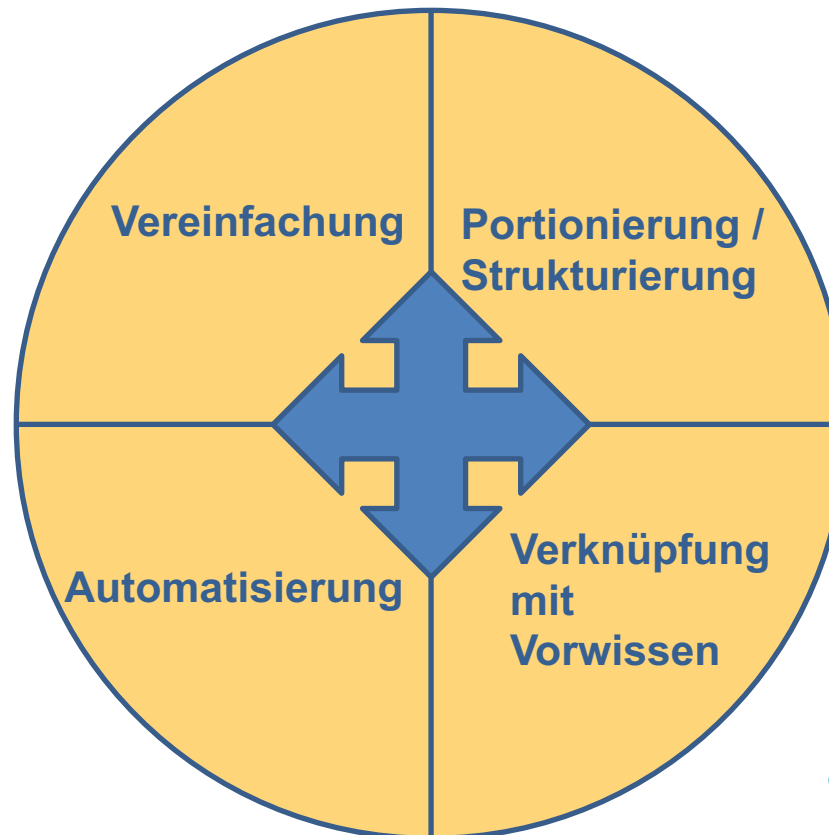 Vereinfachung
Portionierung /
Strukturierung
Automatisierung
Verknüpfung
mit
Vorwissen